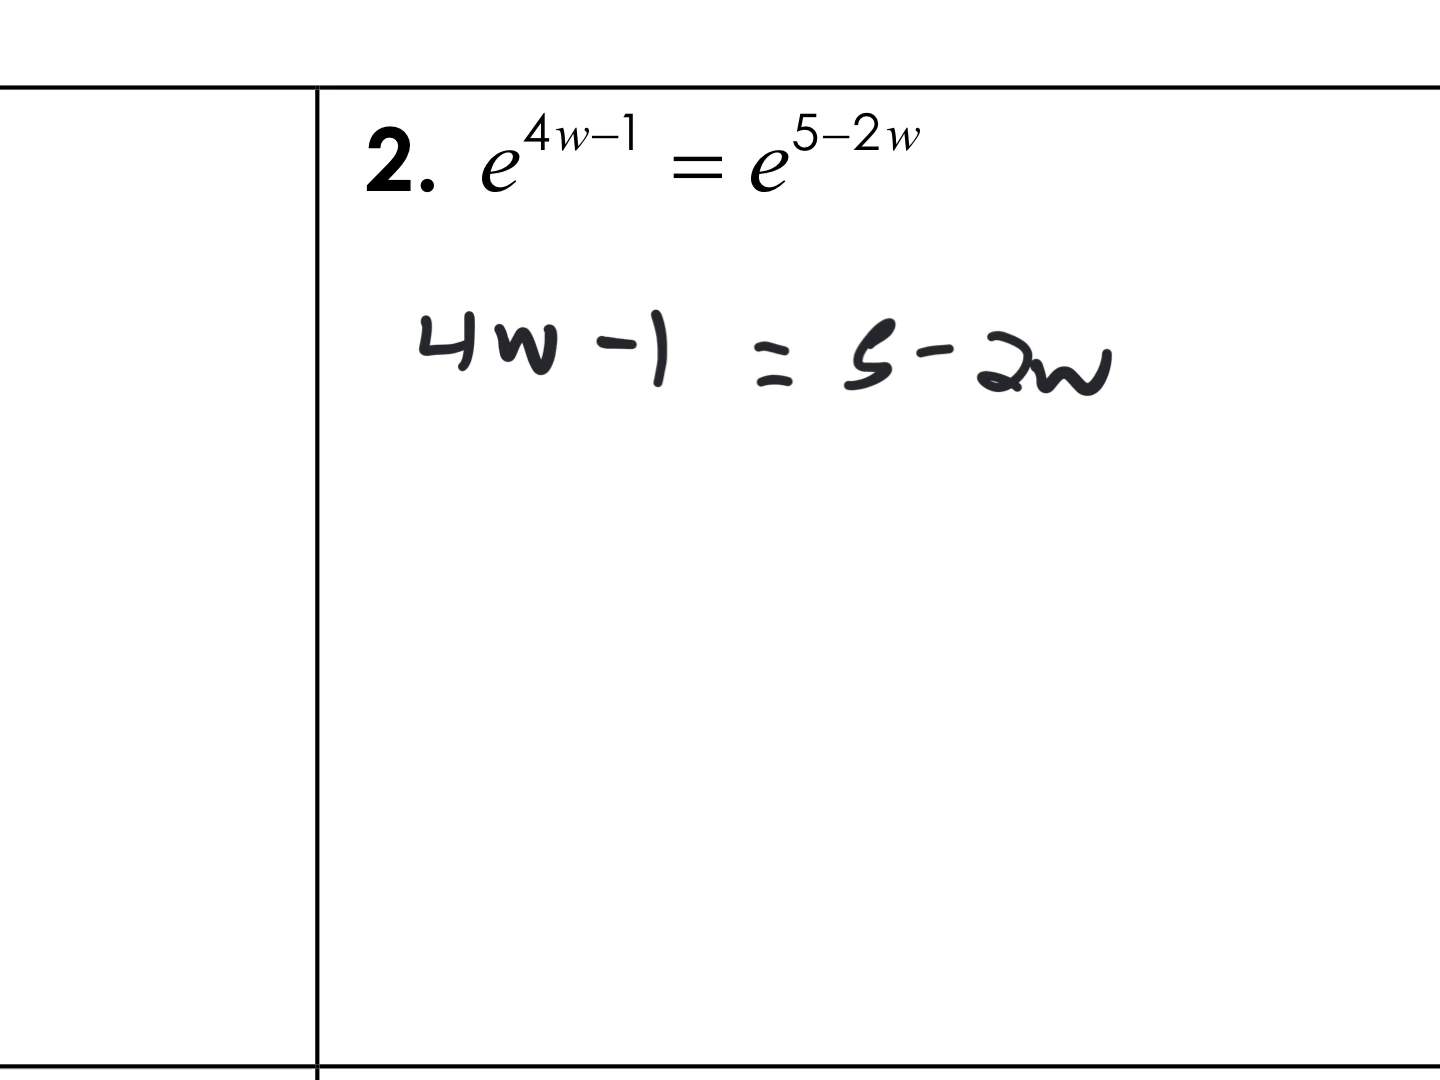 2. e^{4w–1} = e^{5–2w}
4w - 1 = 5 - 2w